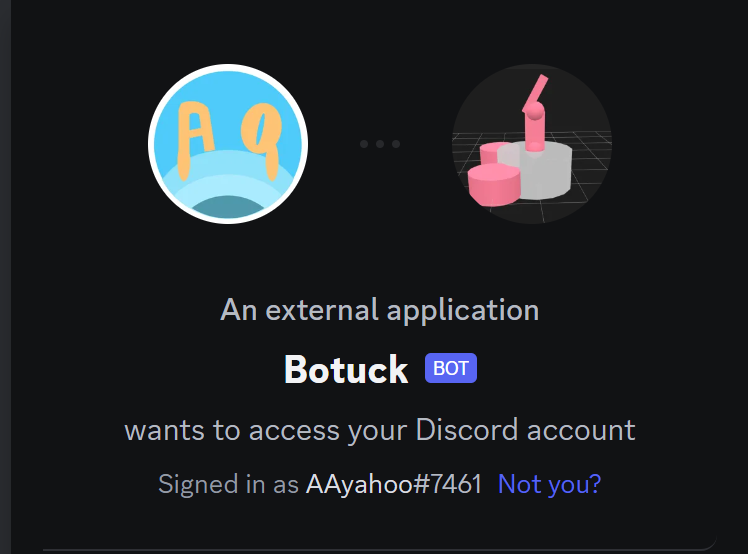 AQ
An external application
Botuck BOT
wants to access your Discord account
Signed in as AAyahoo#7461 Not you?